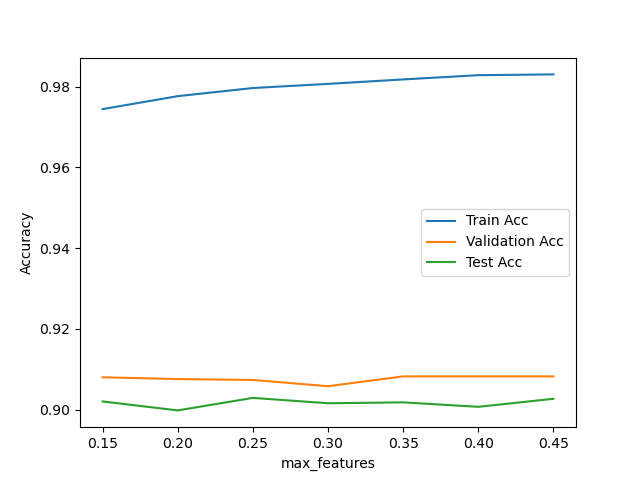 0.98
0.96
0.94
0.92
0.90
Accuracy
Train Acc
Validation Acc
Test Acc
0.15 0.20 0.25 0.30 0.35 0.40 0.45
max_features